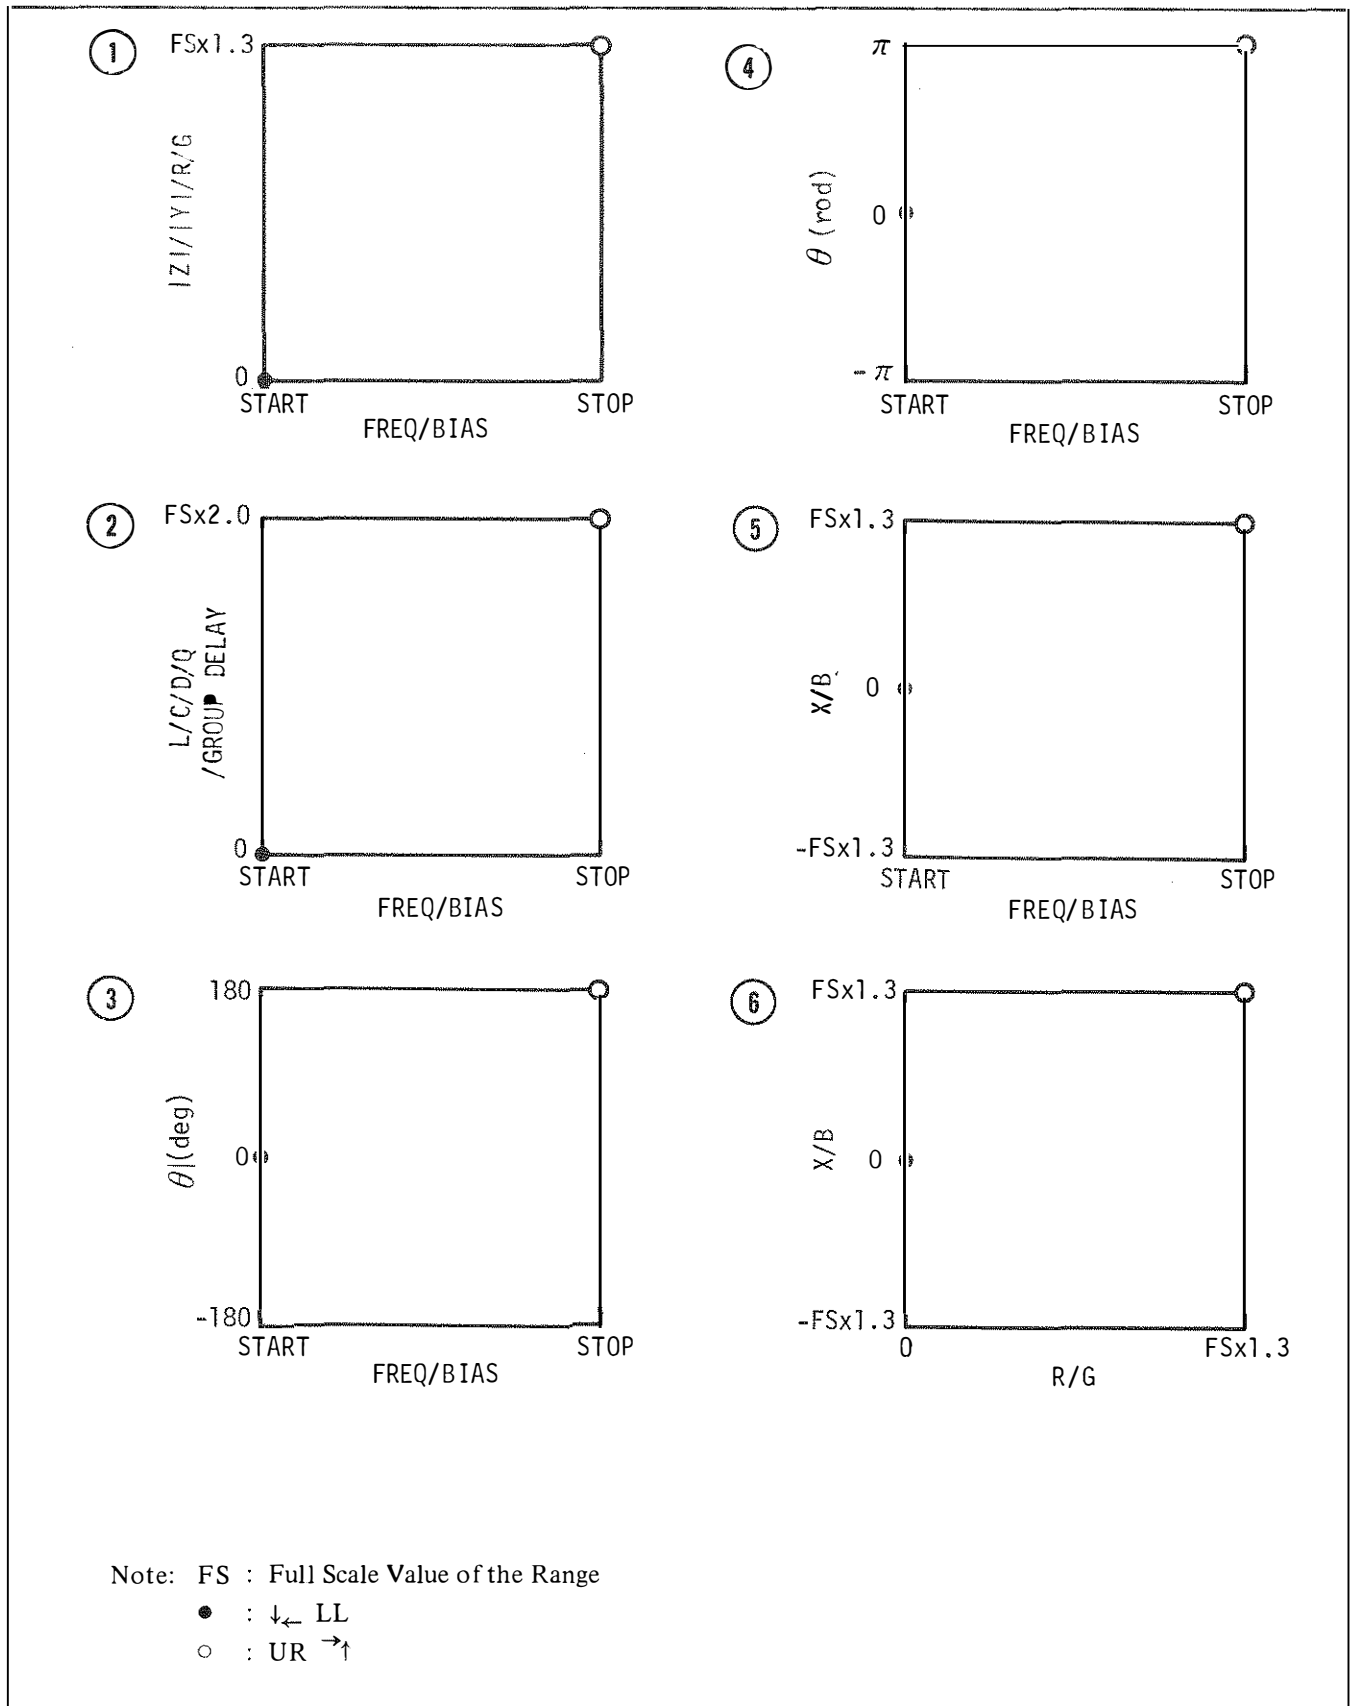 1
FSx1.3
|Z|/|Y|/R/G
0
START
STOP
FREQ/BIAS
2
FSx2.0
L/C/D/Q
/GROUP DELAY
0
START
STOP
FREQ/BIAS
3
180
θ|(deg)
0
-180
START
STOP
FREQ/BIAS
4
π
θ (rod)
0
-π
START
STOP
FREQ/BIAS
5
FSx1.3
X/B
0
-FSx1.3
START
STOP
FREQ/BIAS
6
FSx1.3
X/B
0
-FSx1.3
0
FSx1.3
R/G
Note: FS : Full Scale Value of the Range
● : ↓← LL
○ : UR →↑